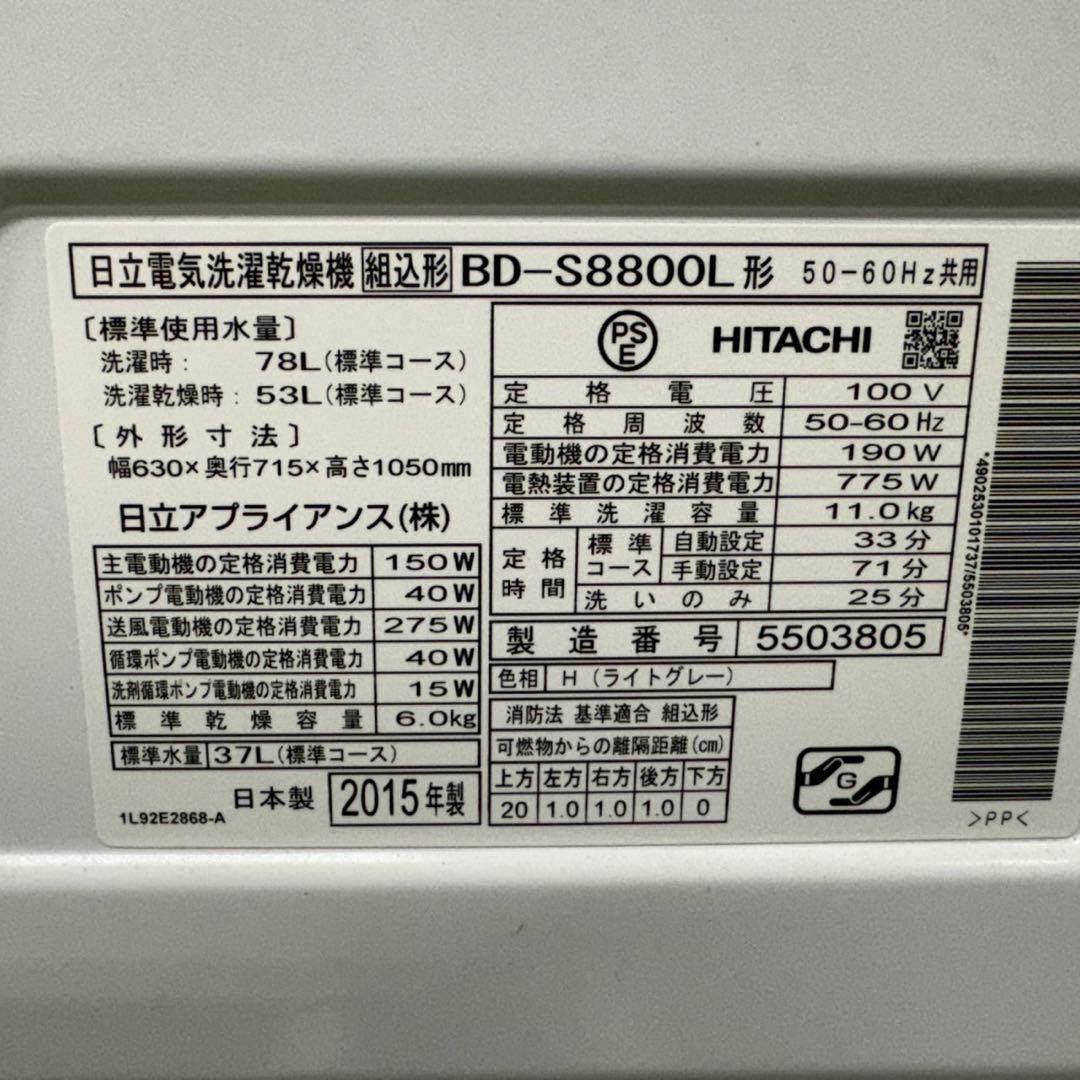 日立電気洗濯乾燥機 組込形 BD-S8800L形 50-60Hz共用
〔標準使用水量〕
洗濯時： 78L(標準コース)
洗濯乾燥時： 53L(標準コース)
〔外形寸法〕
幅630×奥行715×高さ1050mm
日立アプライアンス(株)
主電動機の定格消費電力 150W
ポンプ電動機の定格消費電力 40W
送風電動機の定格消費電力 275W
循環ポンプ電動機の定格消費電力 40W
洗剤循環ポンプ電動機の定格消費電力 15W
標準乾燥容量 6.0kg
標準水量 37L(標準コース)
日本製 2015年製
1L92E2868-A
PSE HITACHI
定格電圧 100V
定格周波数 50-60Hz
電動機の定格消費電力 190W
電熱装置の定格消費電力 775W
標準洗濯容量 11.0kg
定格時間 標準コース 自動設定 33分
手動設定 71分
洗いのみ 25分
製造番号 5503805
色相 H（ライトグレー）
消防法 基準適合 組込形
可燃物からの離隔距離(cm)
上方 左方 右方 後方 下方
20 1.0 1.0 1.0 0
G
*4902530101737/5503805*
>PP<